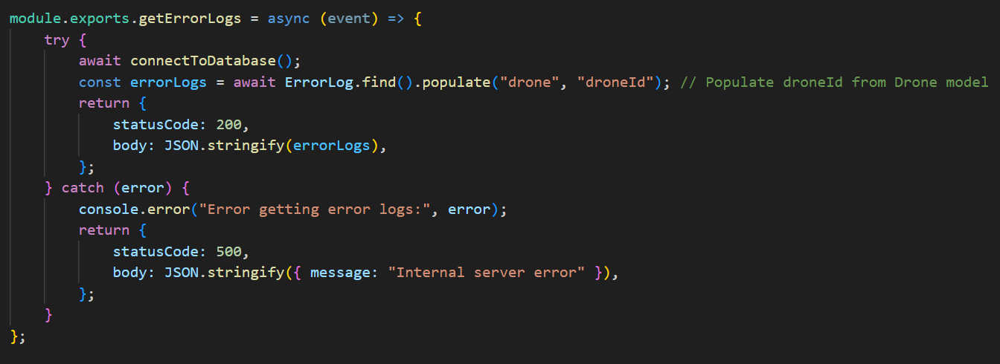 module.exports.getErrorLogs = async (event) => {
    try {
        await connectToDatabase();
        const errorLogs = await ErrorLog.find().populate("drone", "droneId"); // Populate droneId from Drone model
        return {
            statusCode: 200,
            body: JSON.stringify(errorLogs),
        };
    } catch (error) {
        console.error("Error getting error logs:", error);
        return {
            statusCode: 500,
            body: JSON.stringify({ message: "Internal server error" }),
        };
    }
};